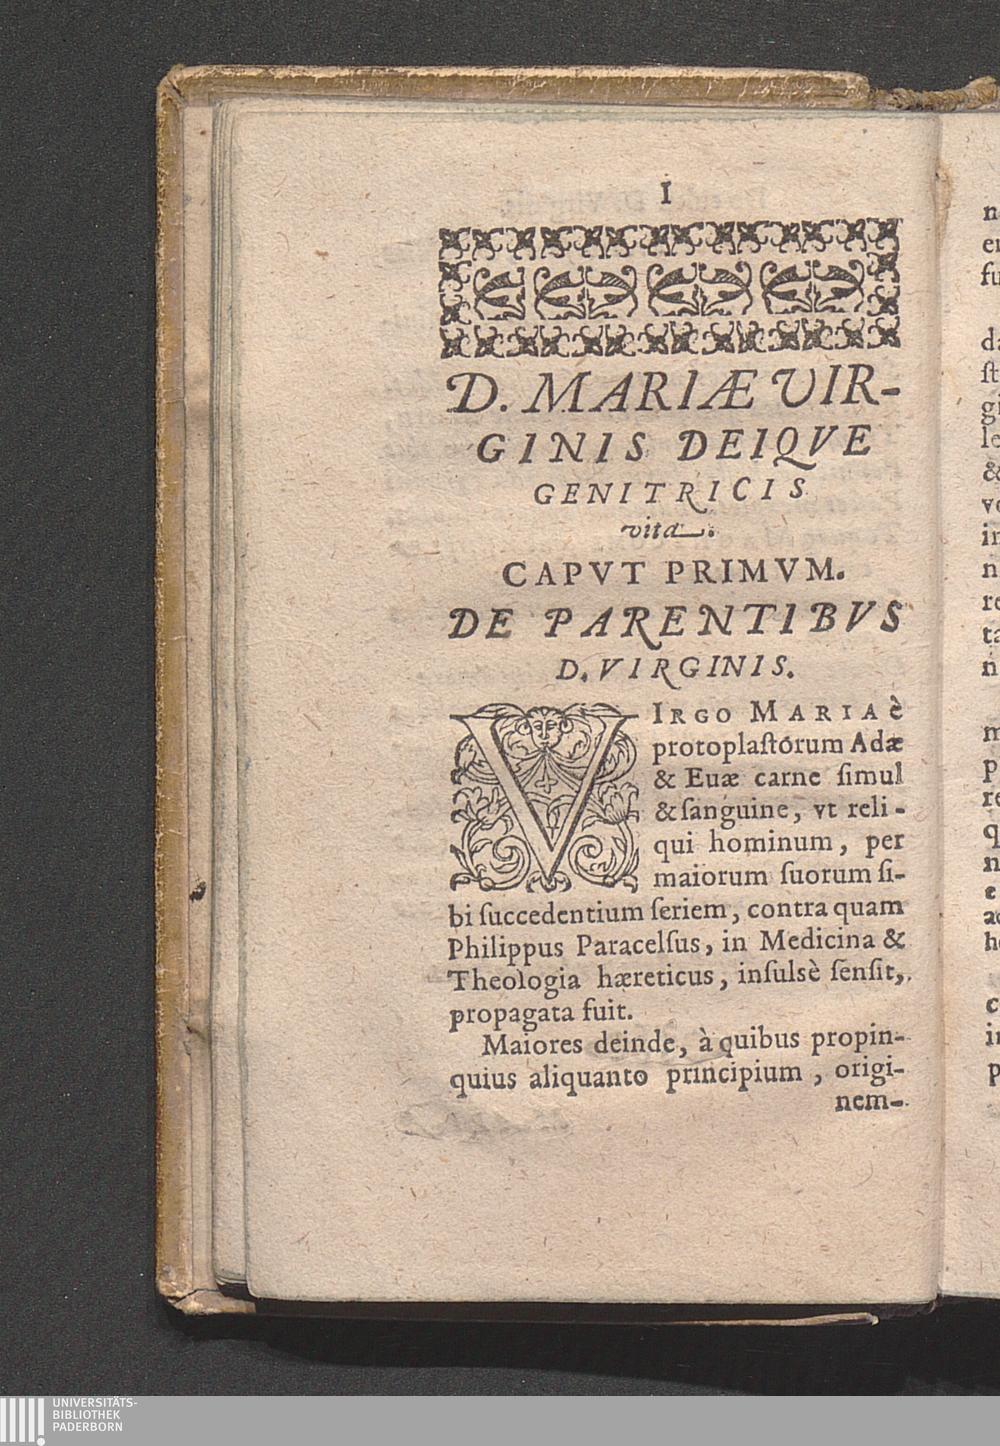 1
D. MARIÆ VIR-
GINIS DEIQVE
GENITRICIS
vita.
CAPVT PRIMVM.
DE PARENTIBVS
D. VIRGINIS.
VIRGO MARIA è
protoplaſtorum Adæ
& Euæ carne ſimul
& ſanguine, vt reli-
qui hominum, per
maiorum ſuorum ſi-
bi ſuccedentium ſeriem, contra quam
Philippus Paracelſus, in Medicina &
Theologia hæreticus, inſulsè ſenſit,
propagata fuit.
Maiores deinde, à quibus propin-
quius aliquanto principium, origi-
nem-
UNIVERSITÄTS-
BIBLIOTHEK
PADERBORN